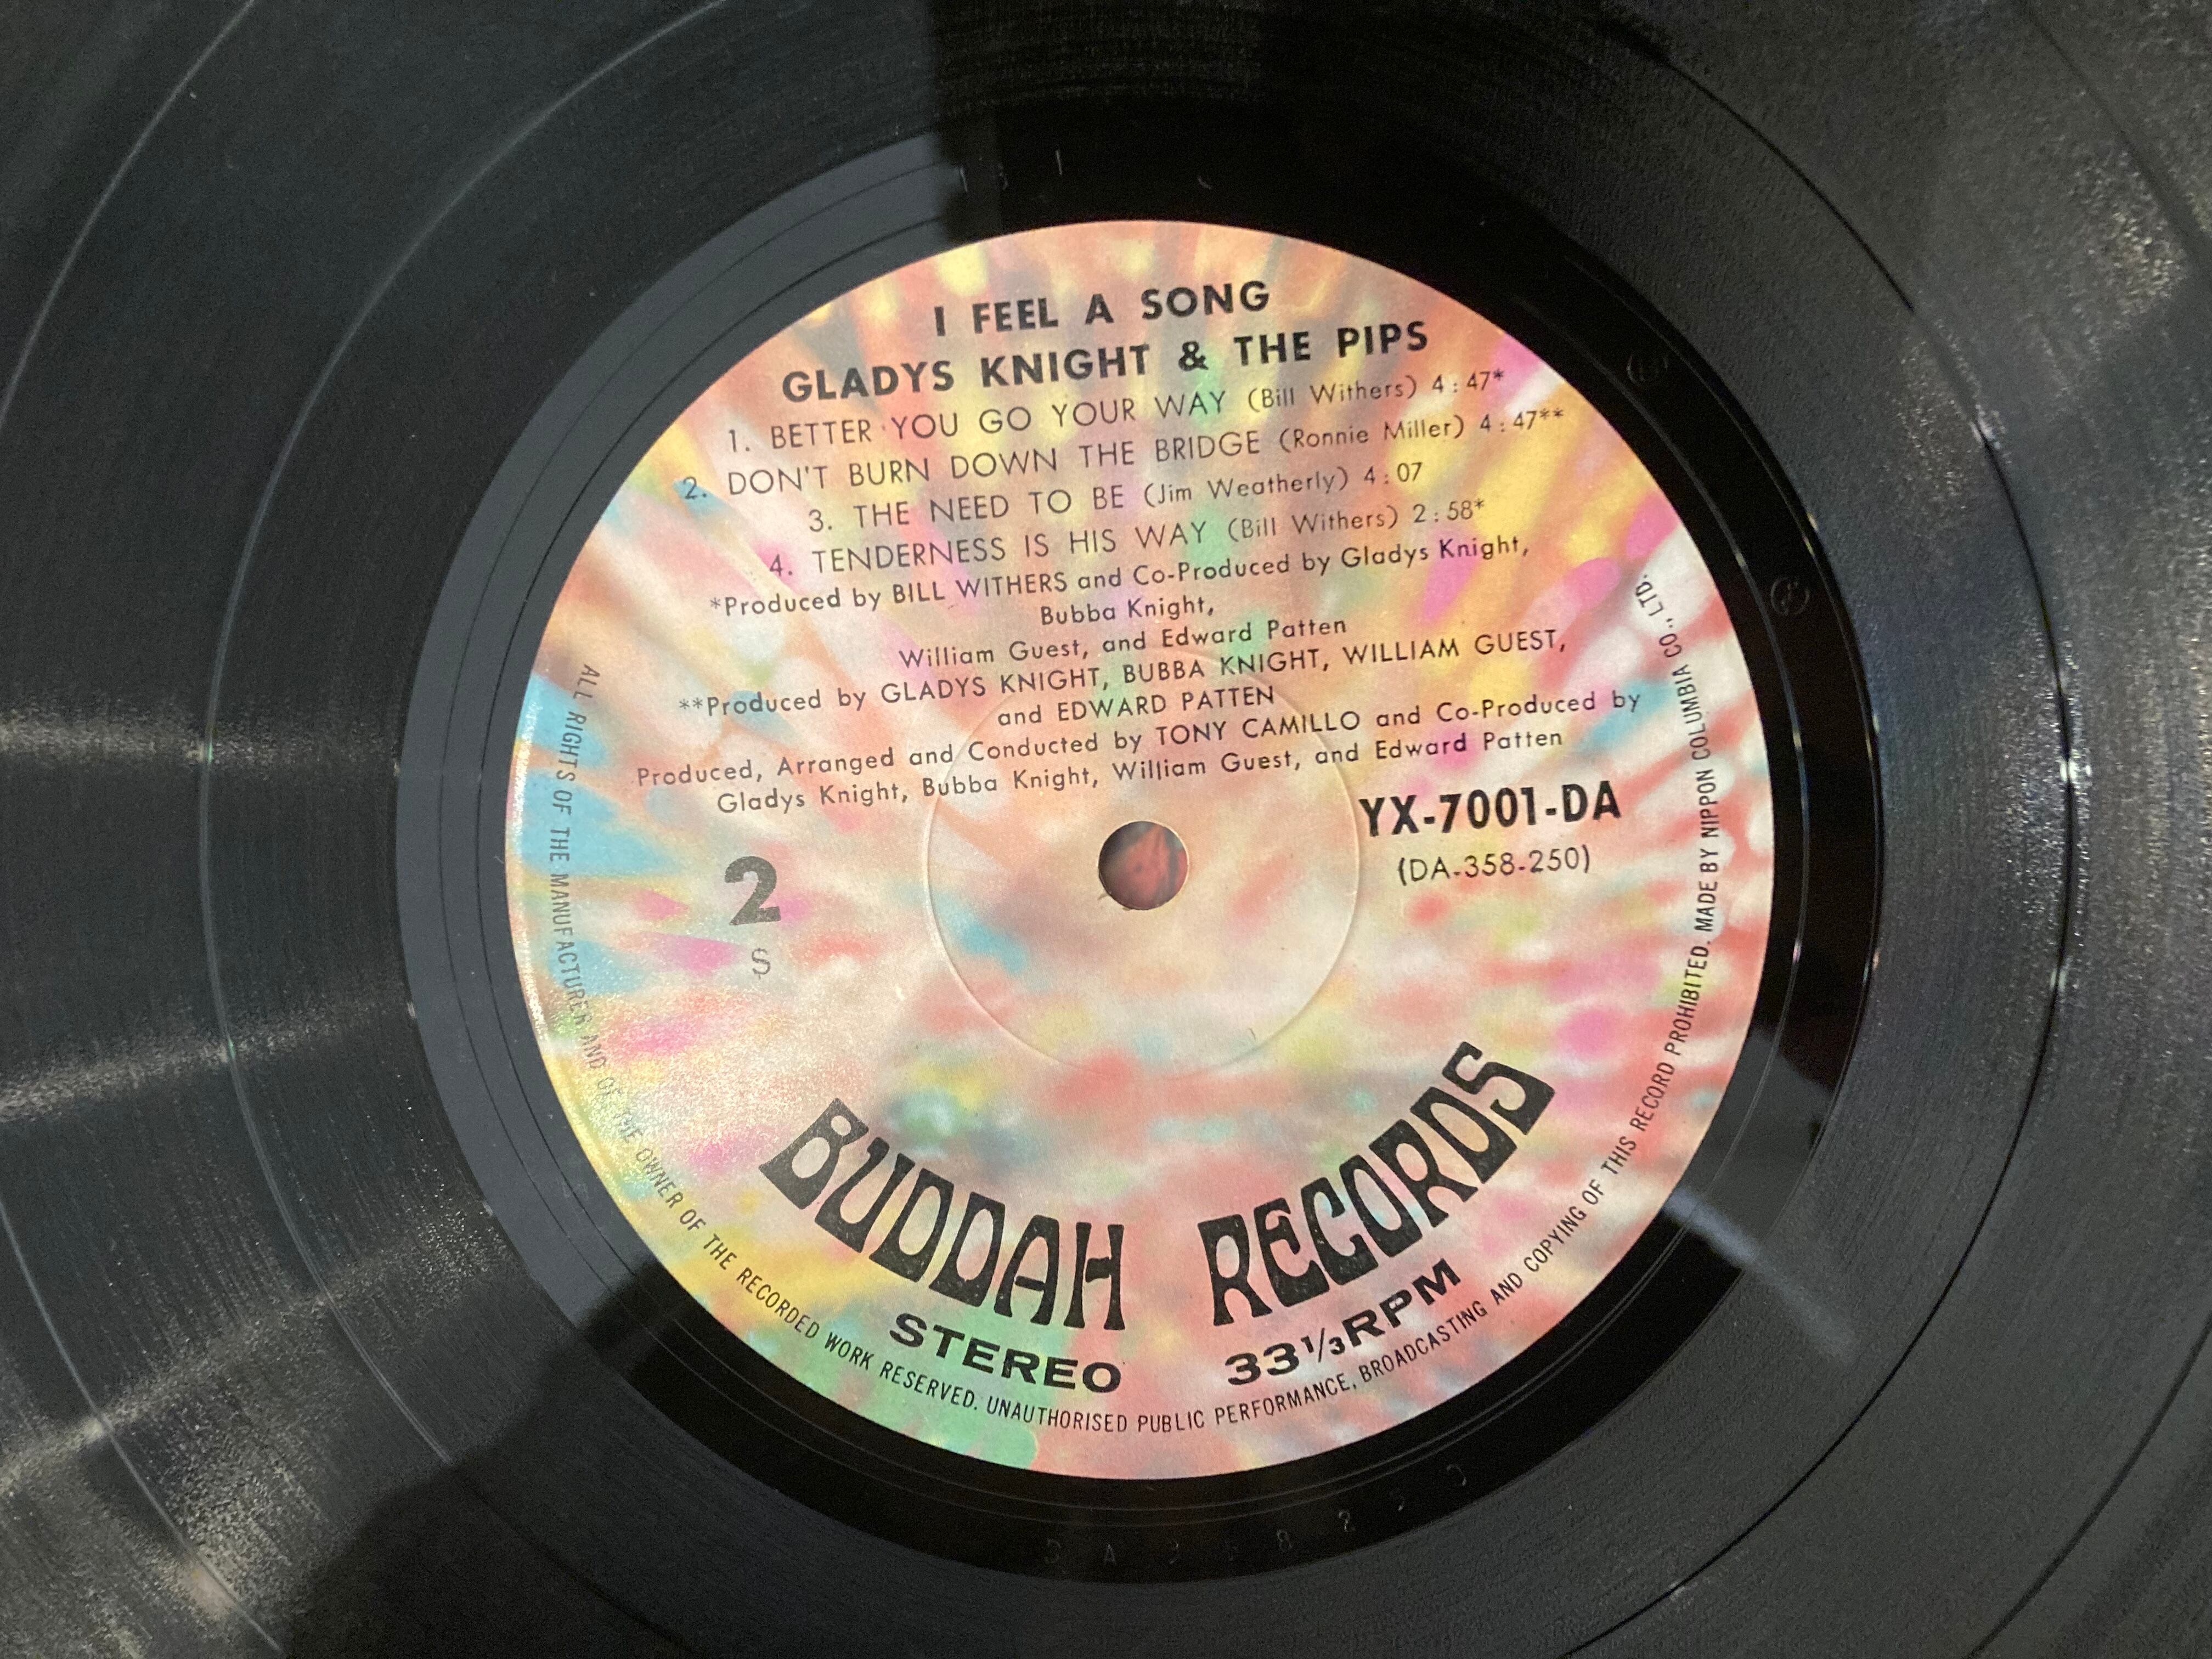 I FEEL A SONG
GLADYS KNIGHT & THE PIPS
1. BETTER YOU GO YOUR WAY (Bill Withers) 4:47*
2. DON'T BURN DOWN THE BRIDGE (Ronnie Miller) 4:47**
3. THE NEED TO BE (Jim Weatherly) 4:07
4. TENDERNESS IS HIS WAY (Bill Withers) 2:58*
*Produced by BILL WITHERS and Co-Produced by Gladys Knight,
Bubba Knight,
William Guest, and Edward Patten
**Produced by GLADYS KNIGHT, BUBBA KNIGHT, WILLIAM GUEST,
and EDWARD PATTEN
Produced, Arranged and Conducted by TONY CAMILLO and Co-Produced by
Gladys Knight, Bubba Knight, William Guest, and Edward Patten
YX-7001-DA
(DA-358-250)
2
S
BUDDAH RECORDS
STEREO 33⅓RPM
ALL RIGHTS OF THE MANUFACTURER AND OF THE OWNER OF THE RECORDED WORK RESERVED. UNAUTHORISED PUBLIC PERFORMANCE, BROADCASTING AND COPYING OF THIS RECORD PROHIBITED. MADE BY NIPPON COLUMBIA CO., LTD.